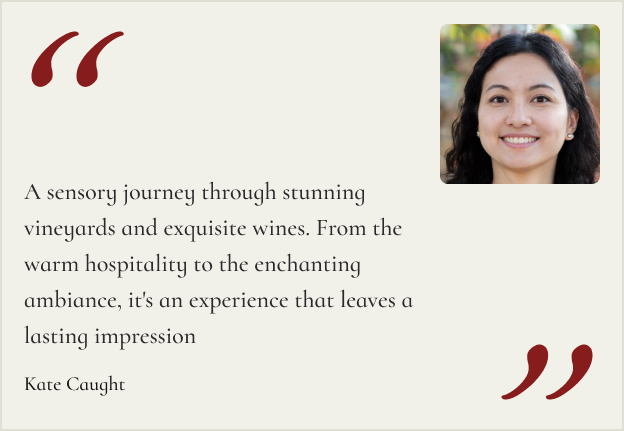 “
A sensory journey through stunning
vineyards and exquisite wines. From the
warm hospitality to the enchanting
ambiance, it's an experience that leaves a
lasting impression
Kate Caught
”